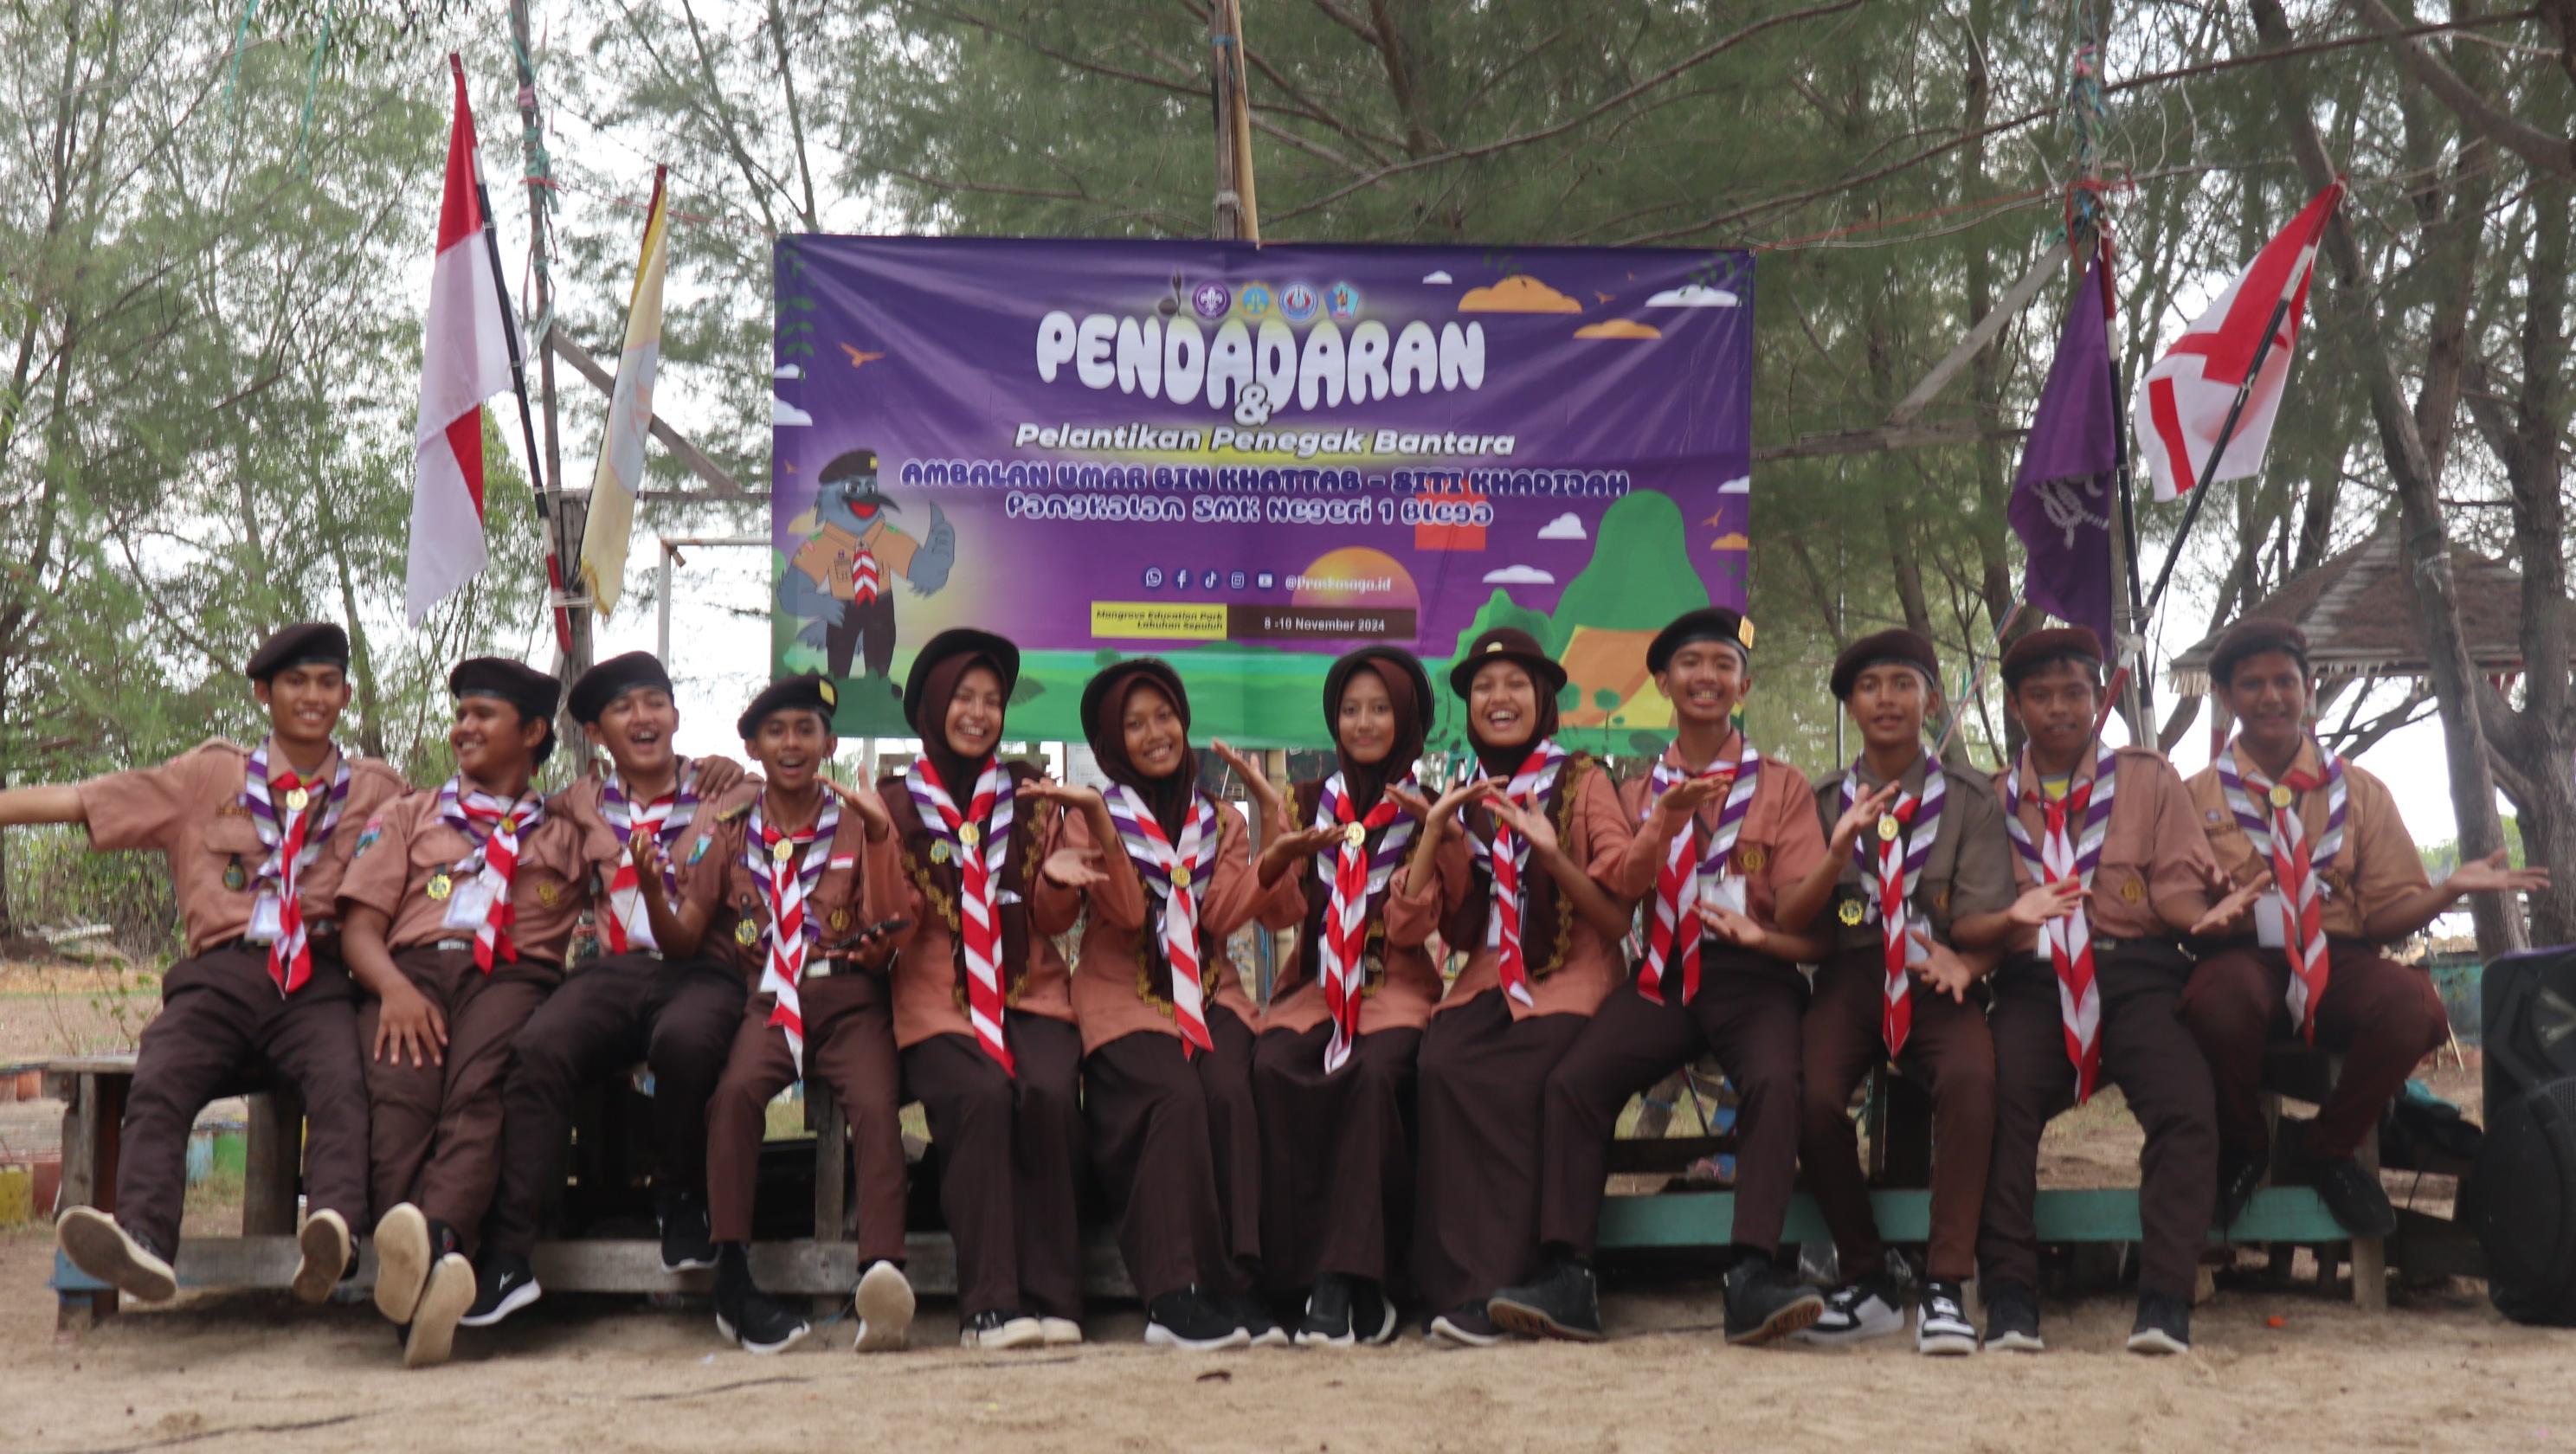 PENDADARAN
&
Pelantikan Penegak Bantara
AMBALAN UMAR BIN KHATTAB - SITI KHADIJAH
Pangkalan SMK Negeri 1 Blega
@Praskasaga.id
Mangrove Education Park
Labuhan Sepuluh
8 -10 November 2024